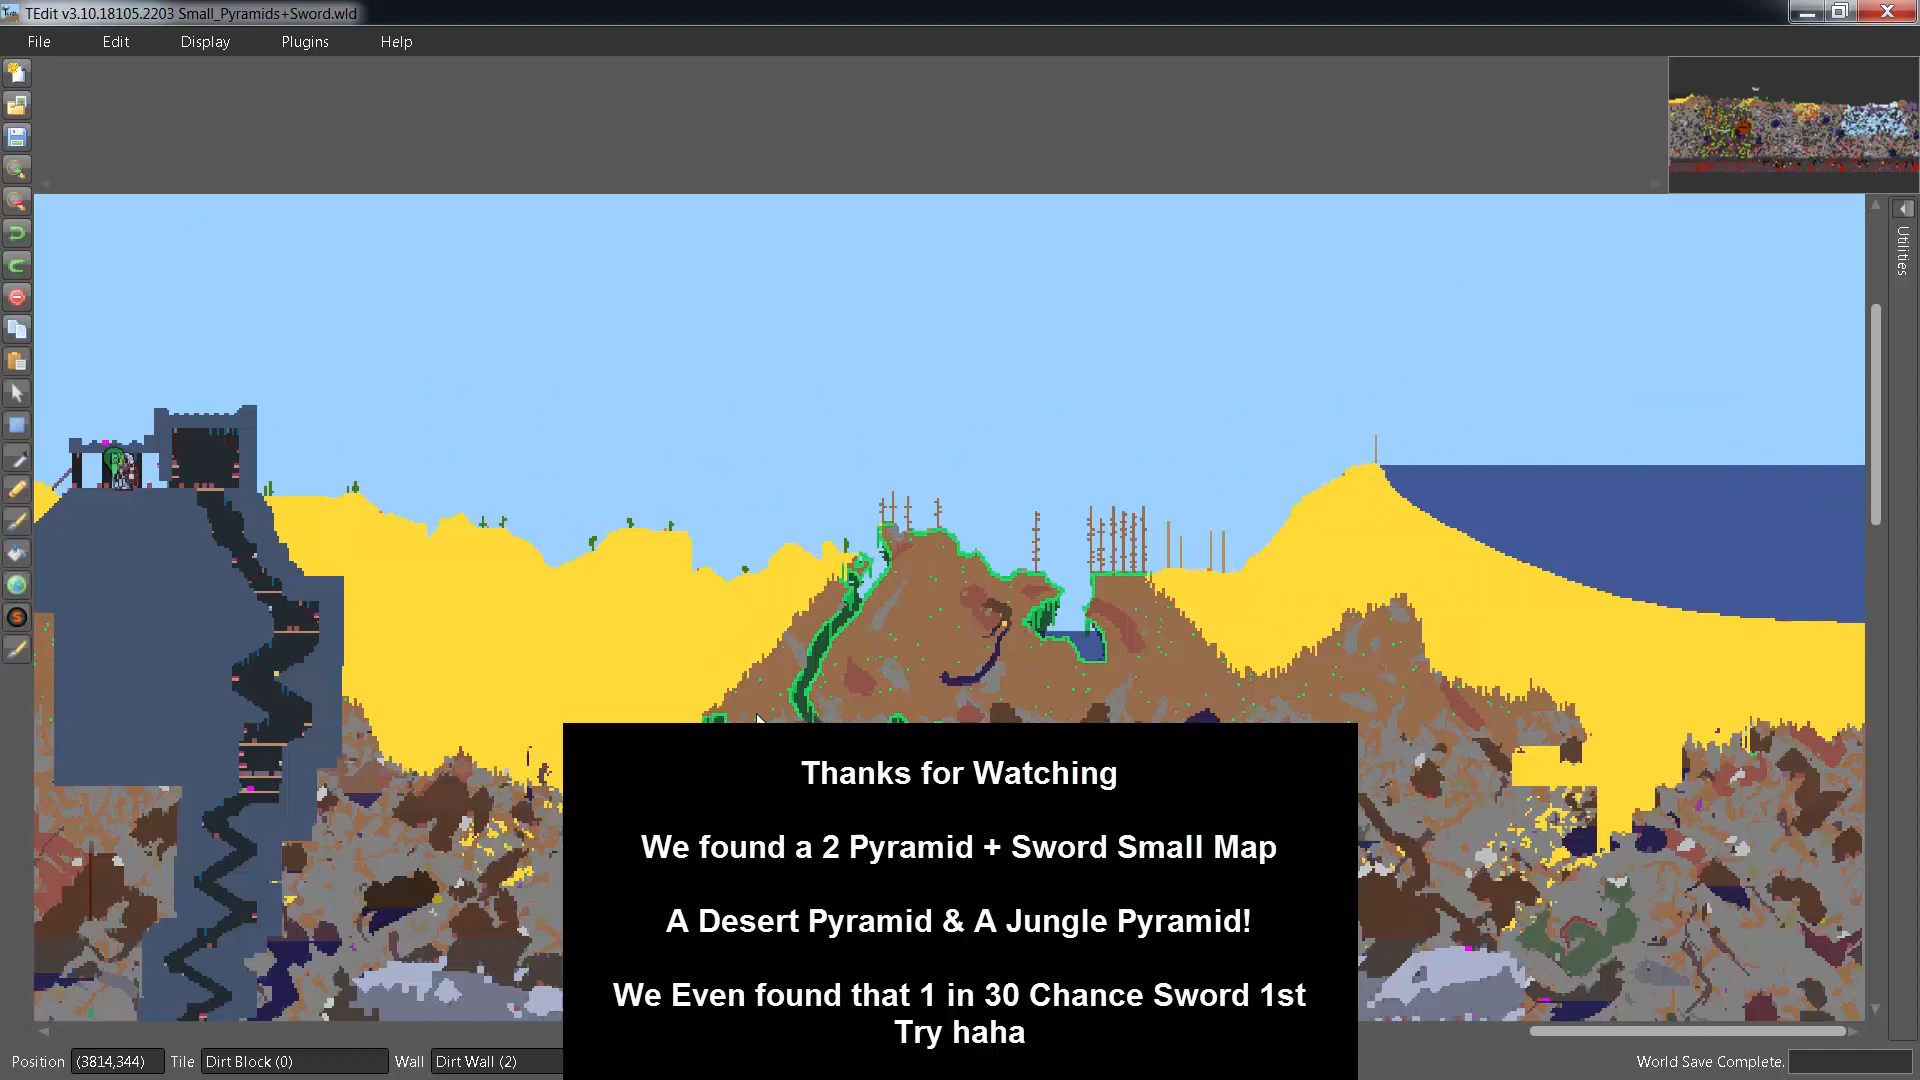 TEdit v3.10.18105.2203 Small_Pyramids+Sword.wld
File Edit Display Plugins Help
Utilities
Thanks for Watching
We found a 2 Pyramid + Sword Small Map
A Desert Pyramid & A Jungle Pyramid!
We Even found that 1 in 30 Chance Sword 1st
Try haha
Position (3814,344) Tile Dirt Block (0) Wall Dirt Wall (2) World Save Complete.